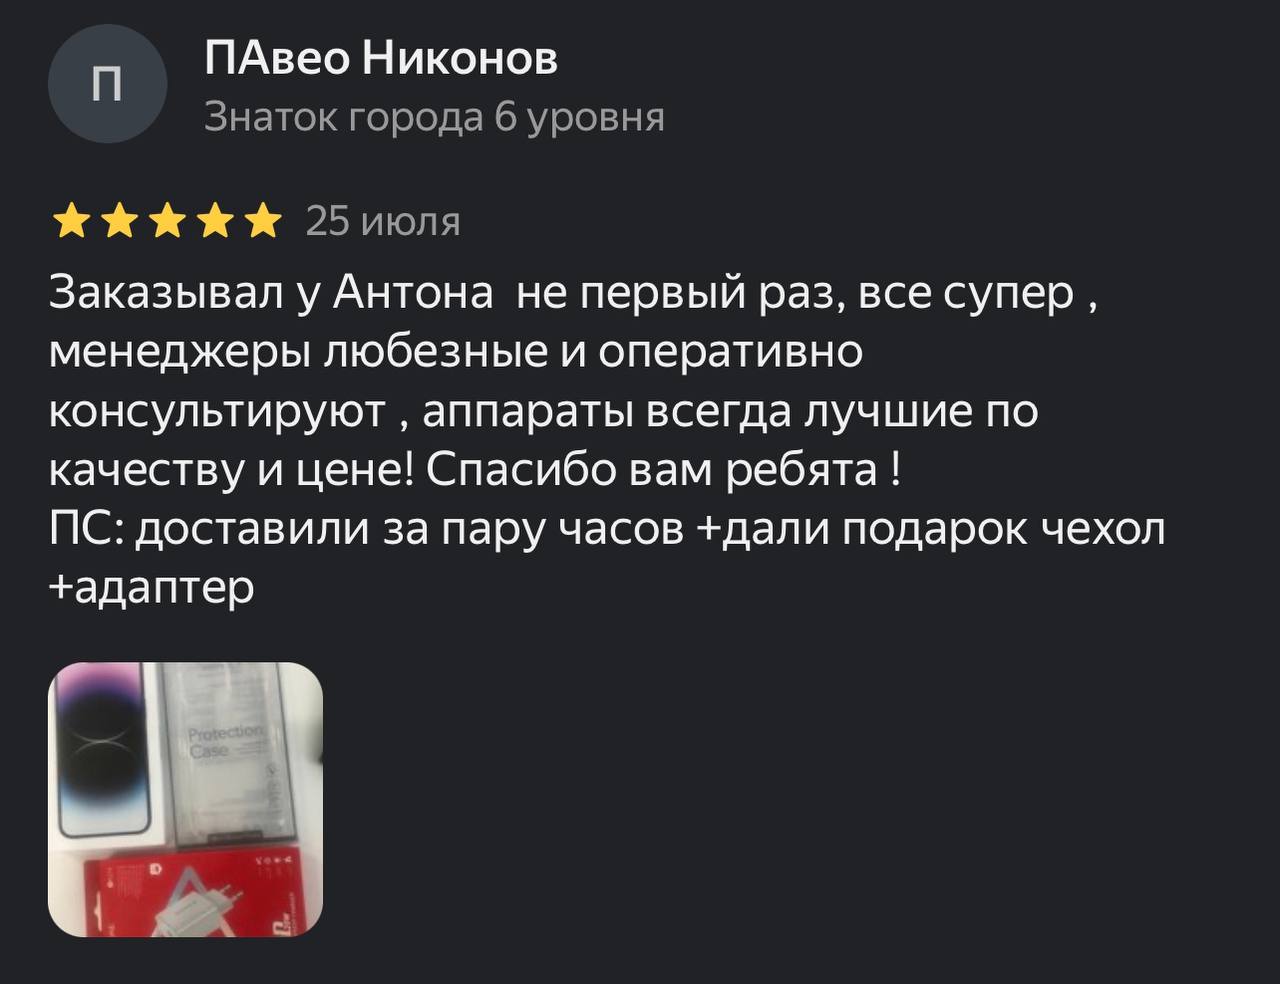 П
ПАвео Никонов
Знаток города 6 уровня
25 июля
Заказывал у Антона  не первый раз, все супер ,
менеджеры любезные и оперативно
консультируют , аппараты всегда лучшие по
качеству и цене! Спасибо вам ребята !
ПС: доставили за пару часов +дали подарок чехол
+адаптер
Protection
Case